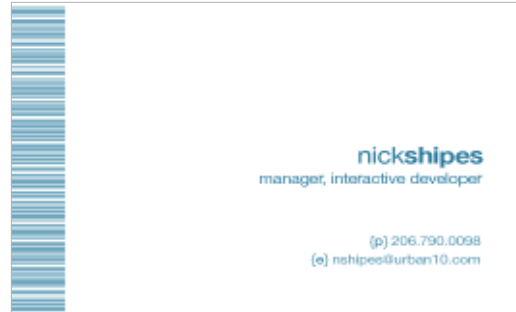 nickshipes
manager, interactive developer
{p} 206.790.0098
{e} nshipes@urban10.com